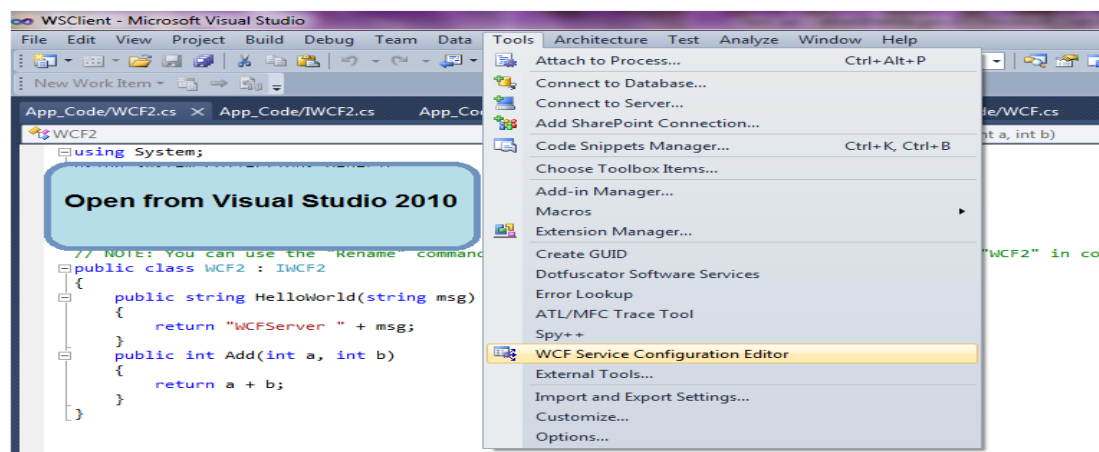 WSClient - Microsoft Visual Studio
File Edit View Project Build Debug Team Data Tools Architecture Test Analyze Window Help
New Work Item
App_Code/WCF2.cs App_Code/IWCF2.cs /WCF.cs
WCF2 int b)
using System;
Open from Visual Studio 2010
// NOTE: You can use the "Rename" "WCF2" in
public class WCF2 : IWCF2
{
public string HelloWorld(string msg)
{
return "WCFServer " + msg;
}
public int Add(int a, int b)
{
return a + b;
}
}
Attach to Process... Ctrl+Alt+P
Connect to Database...
Connect to Server...
Add SharePoint Connection...
Code Snippets Manager... Ctrl+K, Ctrl+B
Choose Toolbox Items...
Add-in Manager...
Macros
Extension Manager...
Create GUID
Dotfuscator Software Services
Error Lookup
ATL/MFC Trace Tool
Spy++
WCF Service Configuration Editor
External Tools...
Import and Export Settings...
Customize...
Options...